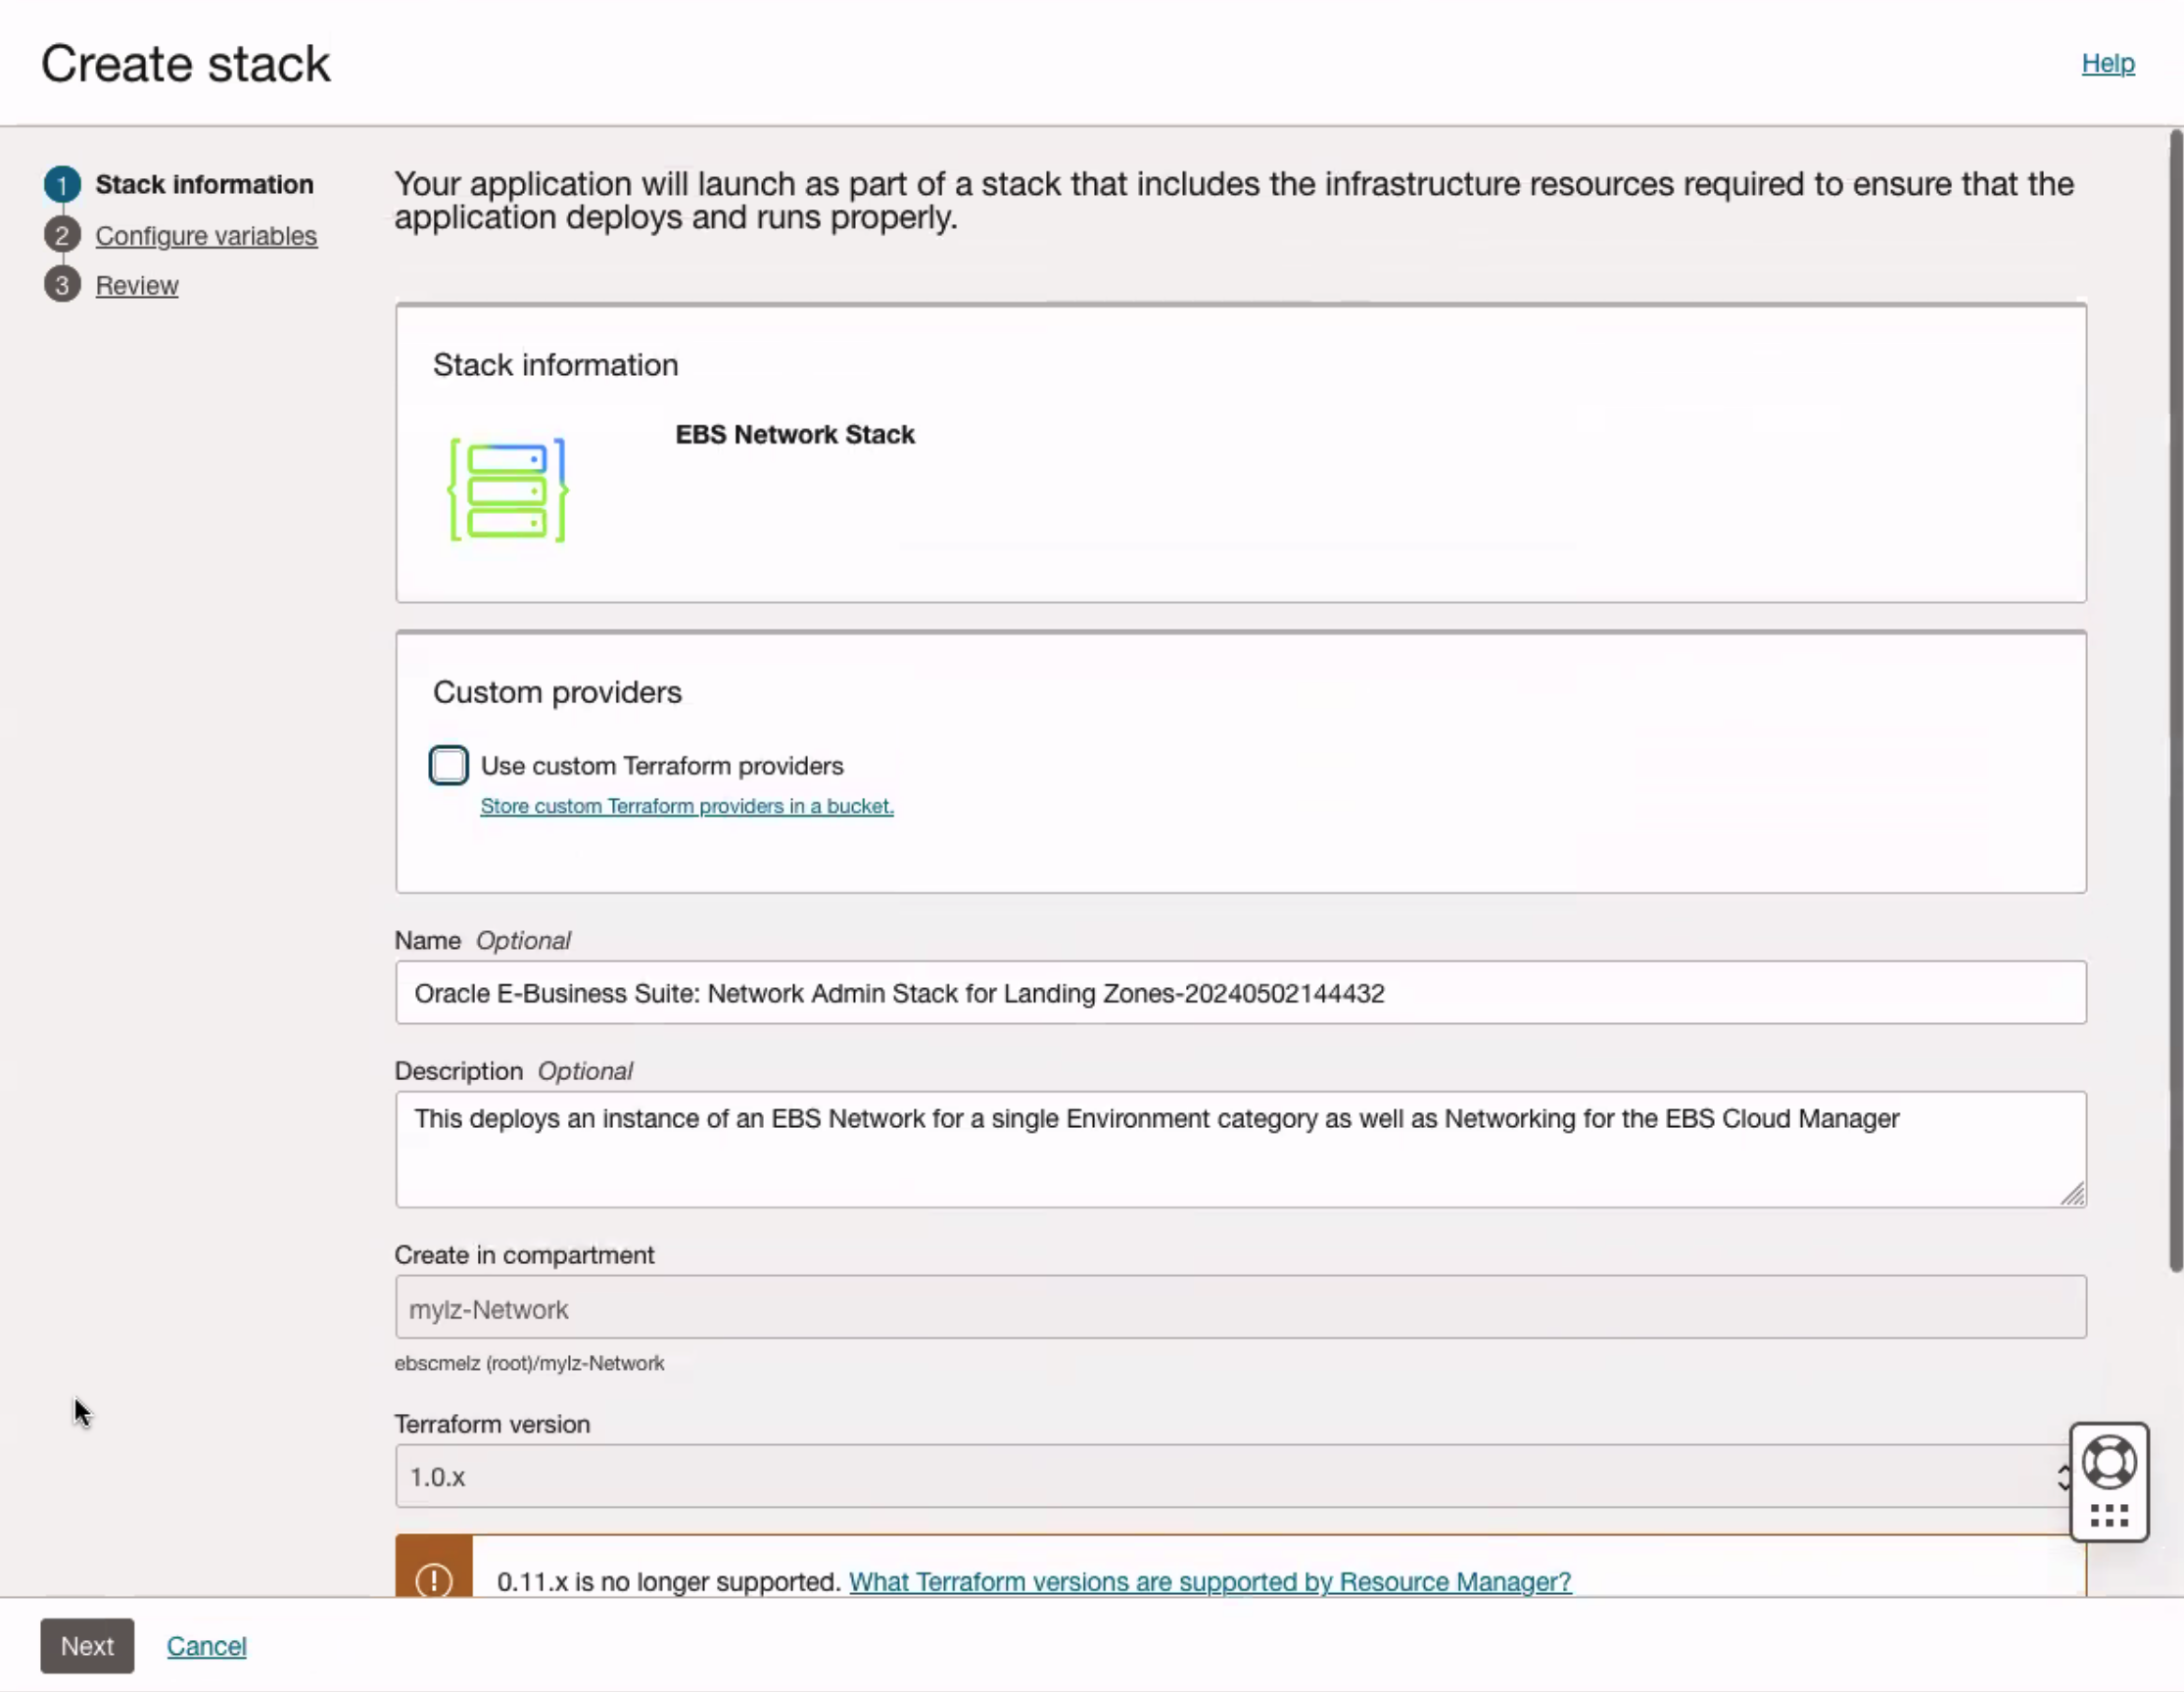 Create stack
Help
1 Stack information
2 Configure variables
3 Review
Your application will launch as part of a stack that includes the infrastructure resources required to ensure that the
application deploys and runs properly.
Stack information
EBS Network Stack
Custom providers
Use custom Terraform providers
Store custom Terraform providers in a bucket.
Name Optional
Oracle E-Business Suite: Network Admin Stack for Landing Zones-20240502144432
Description Optional
This deploys an instance of an EBS Network for a single Environment category as well as Networking for the EBS Cloud Manager
Create in compartment
mylz-Network
ebscmelz (root)/mylz-Network
Terraform version
1.0.x
0.11.x is no longer supported. What Terraform versions are supported by Resource Manager?
Next
Cancel